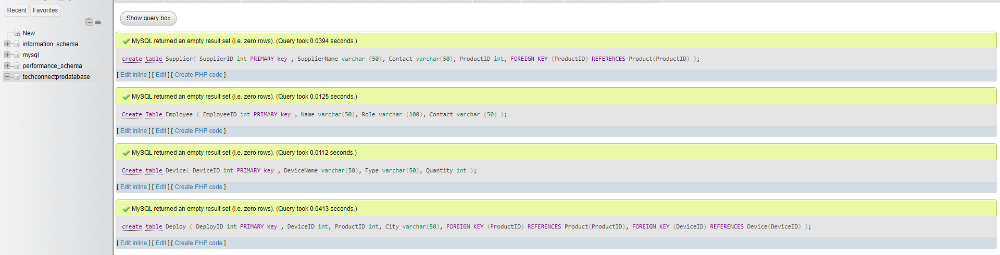 Recent Favorites
New
information_schema
mysql
performance_schema
techconnectprodatabase
Show query box
MySQL returned an empty result set (i.e. zero rows). (Query took 0.0394 seconds.)
create table Supplier( SupplierID int PRIMARY key , SupplierName varchar (50), Contact varchar(50), ProductID int, FOREIGN KEY (ProductID) REFERENCES Product(ProductID) );
[ Edit inline ] [ Edit ] [ Create PHP code ]
MySQL returned an empty result set (i.e. zero rows). (Query took 0.0125 seconds.)
Create Table Employee ( EmployeeID int PRIMARY key , Name varchar(50), Role varchar (100), Contact varchar (50) );
[ Edit inline ] [ Edit ] [ Create PHP code ]
MySQL returned an empty result set (i.e. zero rows). (Query took 0.0112 seconds.)
Create table Device( DeviceID int PRIMARY key , DeviceName varchar(50), Type varchar(50), Quantity int );
[ Edit inline ] [ Edit ] [ Create PHP code ]
MySQL returned an empty result set (i.e. zero rows). (Query took 0.0413 seconds.)
create table Deploy ( DeployID int PRIMARY key , DeviceID int, ProductID int, City varchar(50), FOREIGN KEY (ProductID) REFERENCES Product(ProductID), FOREIGN KEY (DeviceID) REFERENCES Device(DeviceID) );
[ Edit inline ] [ Edit ] [ Create PHP code ]